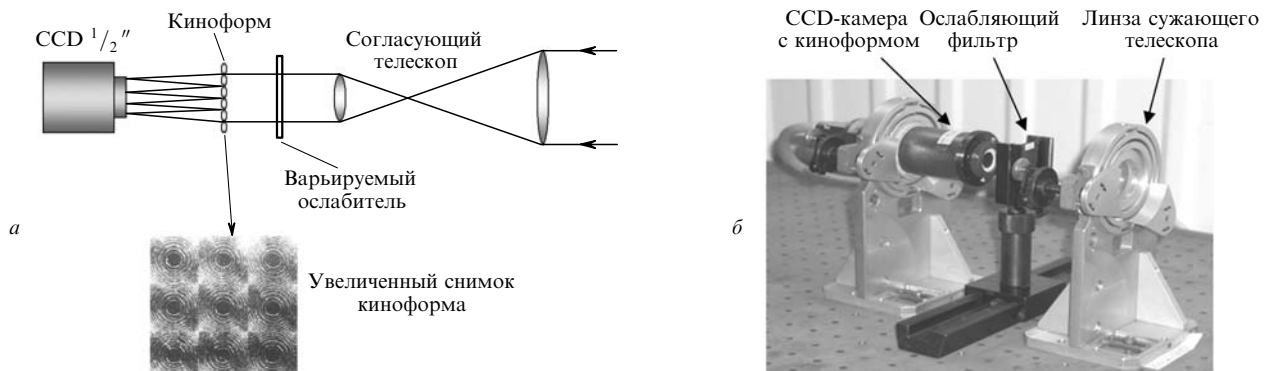 Киноформ
CCD 1/2″
Согласующий
телескоп
Варьируемый
ослабитель
а
Увеличенный снимок
киноформа
CCD-камера
с киноформом
Ослабляющий
фильтр
Линза сужающего
телескопа
б